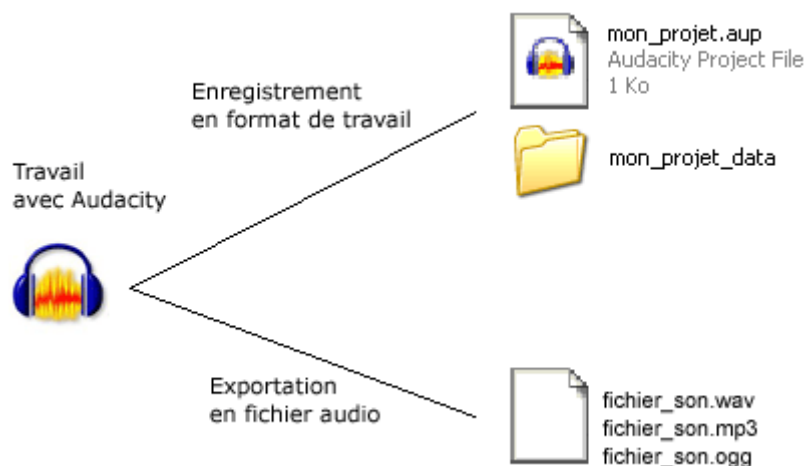 mon_projet.aup
Audacity Project File
1 Ko
Enregistrement
en format de travail
mon_projet_data
Travail
avec Audacity
Exportation
en fichier audio
fichier_son.wav
fichier_son.mp3
fichier_son.ogg